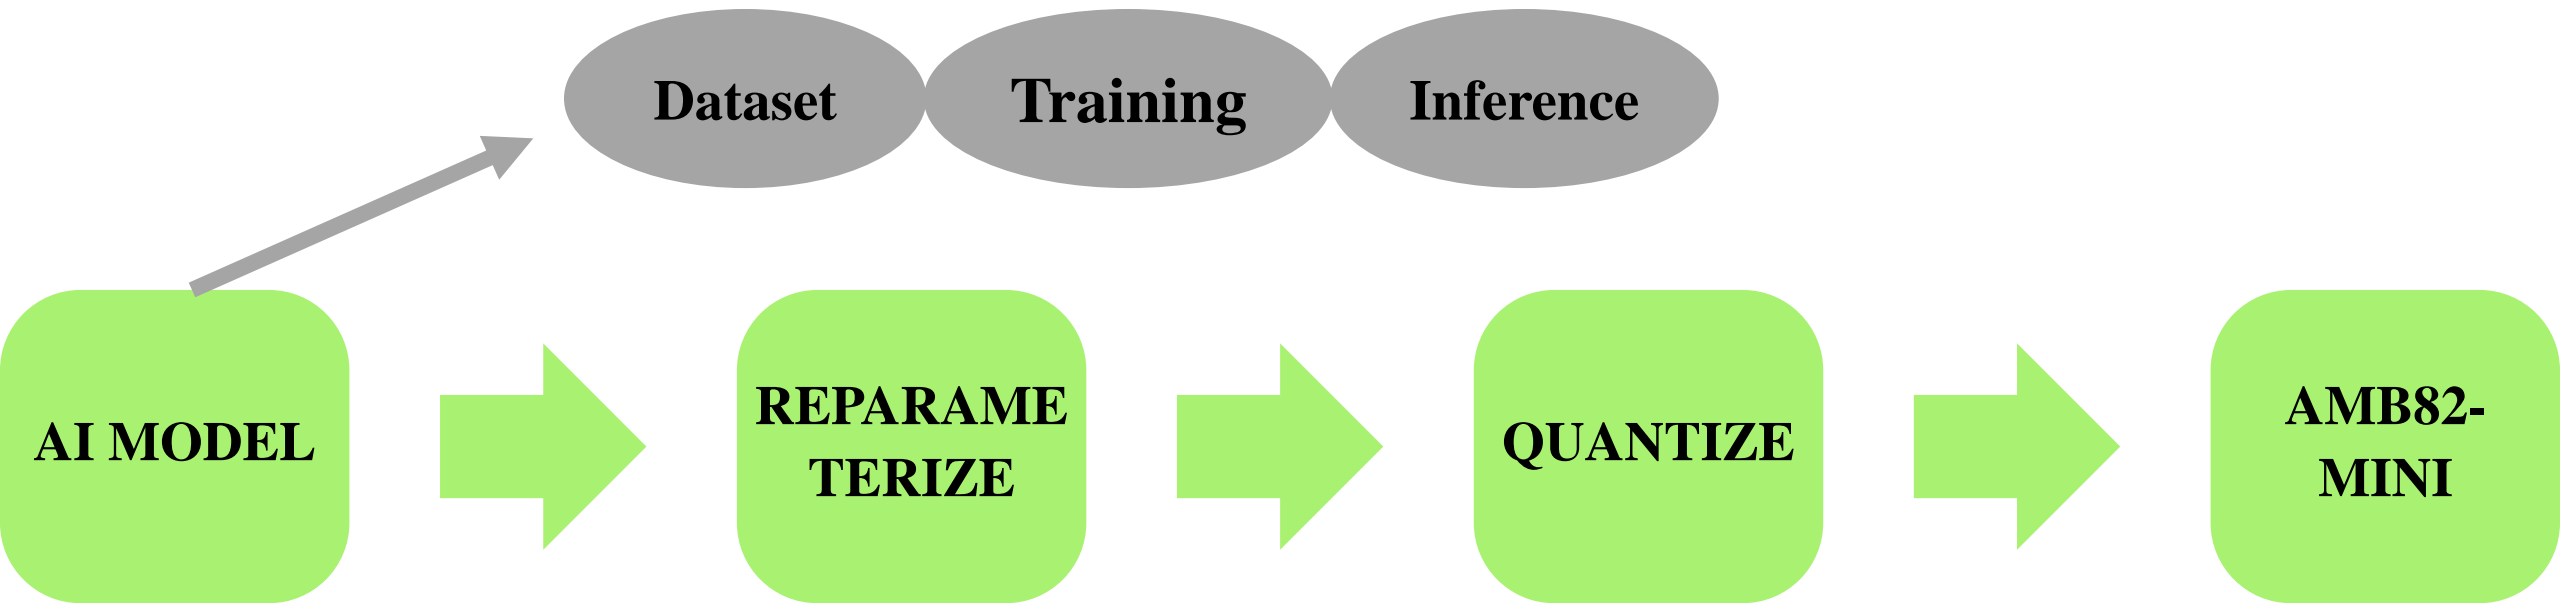 Dataset
Training
Inference
AI MODEL
REPARAME
TERIZE
QUANTIZE
AMB82-
MINI